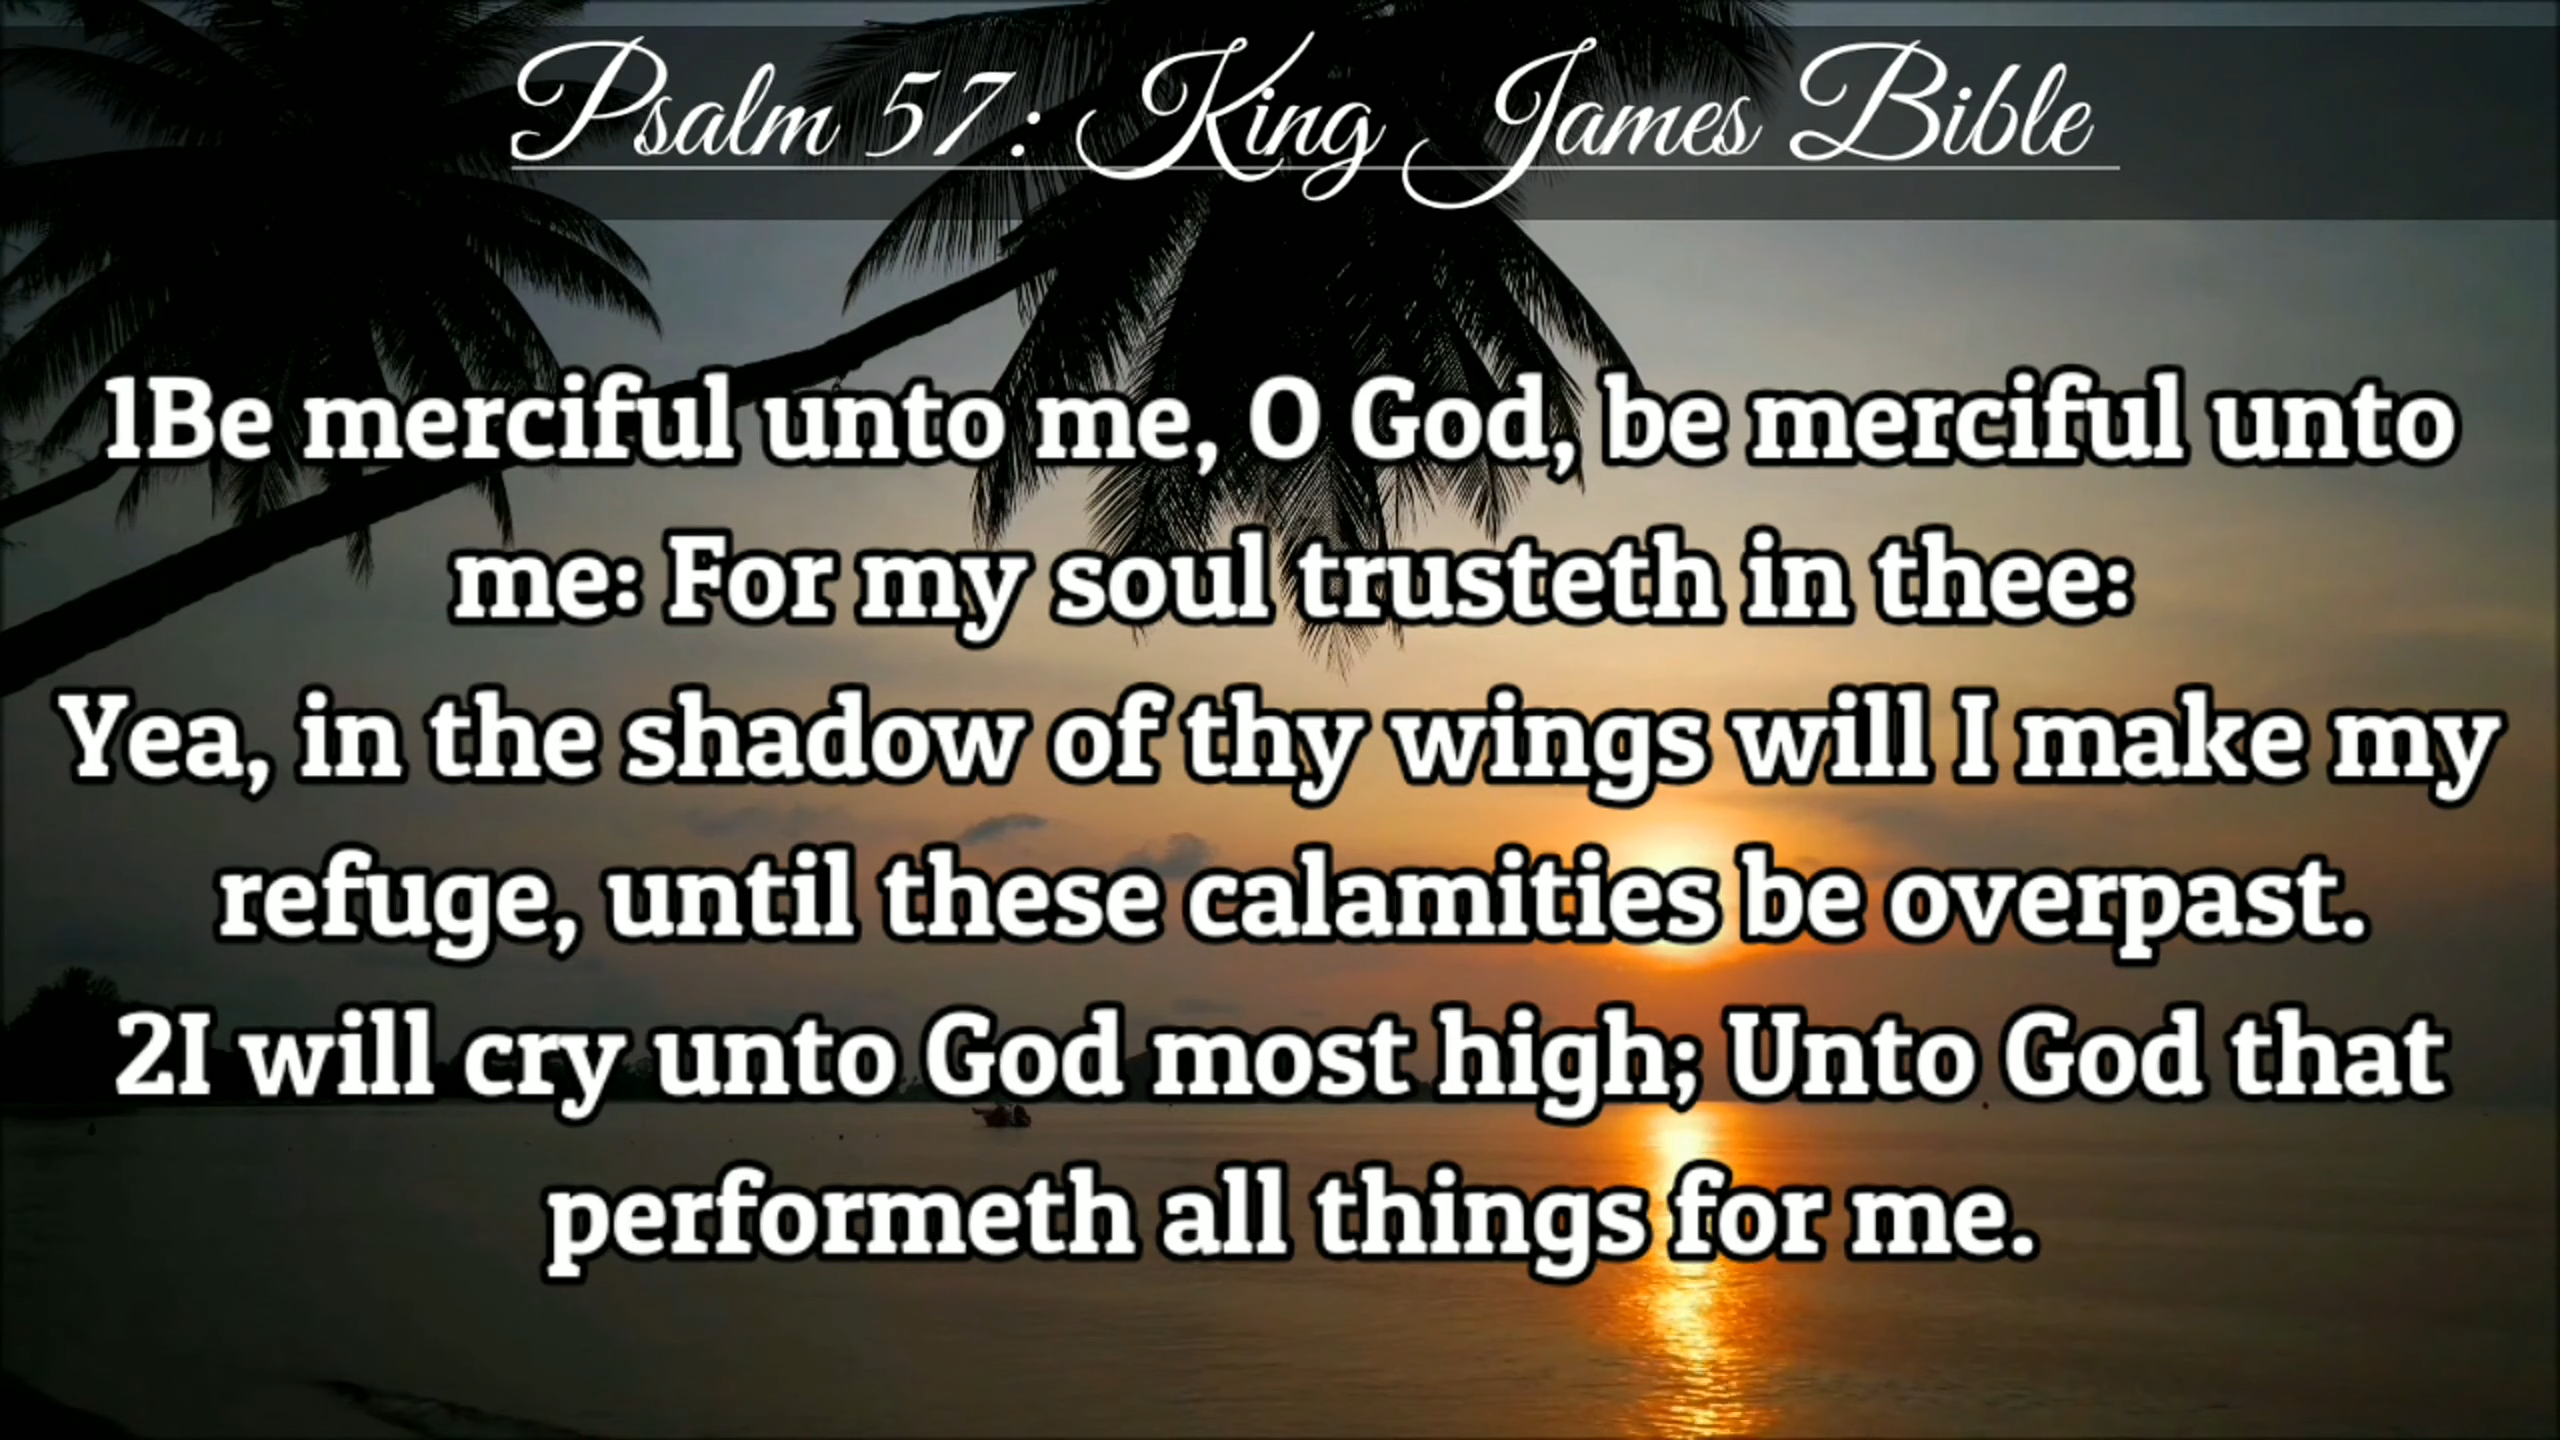 Psalm 57: King James Bible
1Be merciful unto me, O God, be merciful unto
me: For my soul trusteth in thee:
Yea, in the shadow of thy wings will I make my
refuge, until these calamities be overpast.
2I will cry unto God most high; Unto God that
performeth all things for me.